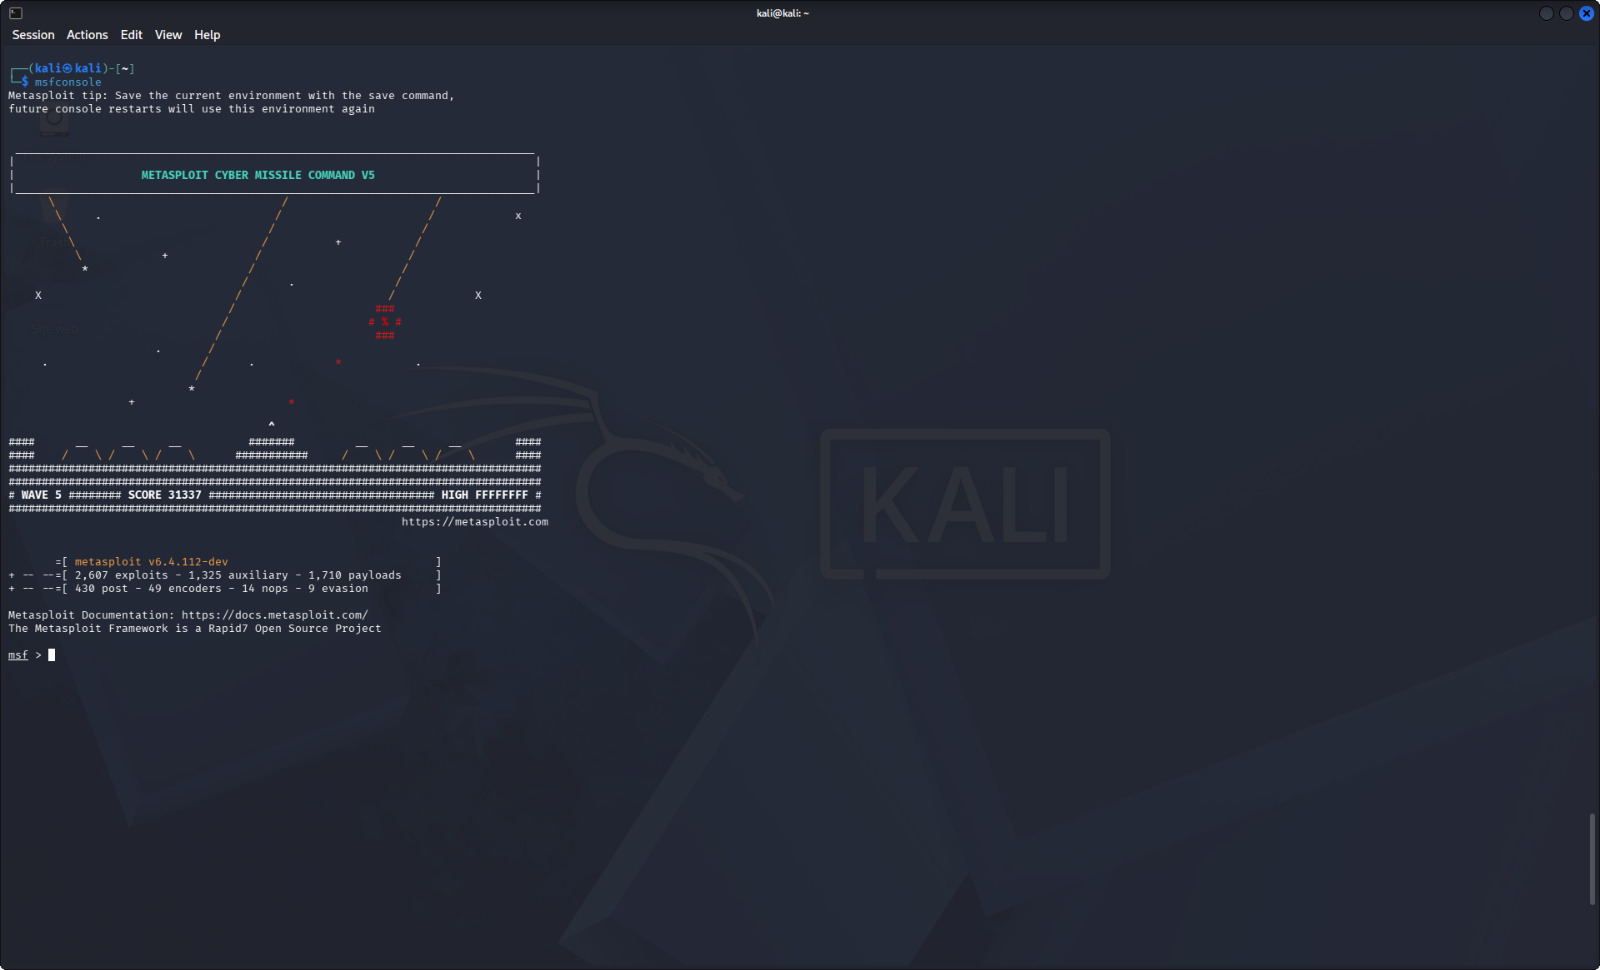 kali@kali: ~
Session Actions Edit View Help
┌──(kali㉿kali)-[~]
└─$ msfconsole
Metasploit tip: Save the current environment with the save command,
future console restarts will use this environment again
METASPLOIT CYBER MISSILE COMMAND V5
# WAVE 5 ######## SCORE 31337 ################################## HIGH FFFFFFFF #
https://metasploit.com
=[ metasploit v6.4.112-dev ]
+ -- --=[ 2,607 exploits - 1,325 auxiliary - 1,710 payloads ]
+ -- --=[ 430 post - 49 encoders - 14 nops - 9 evasion ]
Metasploit Documentation: https://docs.metasploit.com/
The Metasploit Framework is a Rapid7 Open Source Project
msf >
KALI